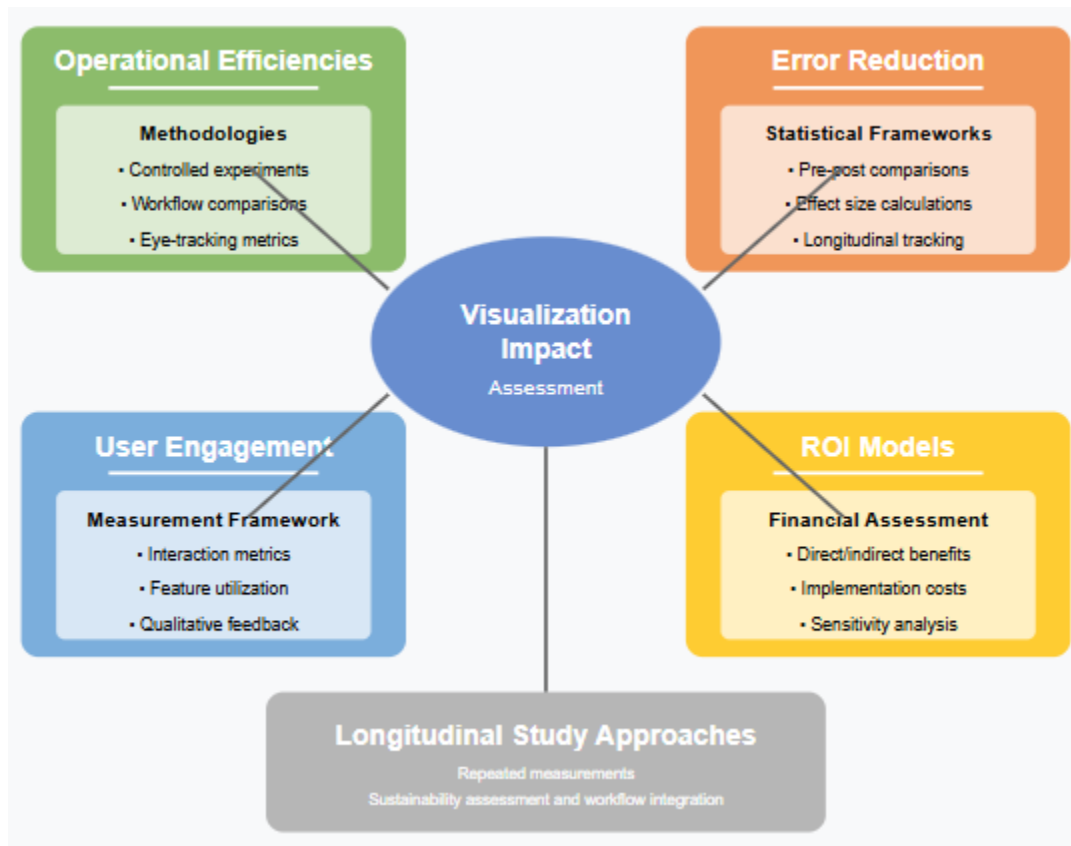 Operational Efficiencies
Methodologies
• Controlled experiments
• Workflow comparisons
• Eye-tracking metrics
Error Reduction
Statistical Frameworks
• Pre-post comparisons
• Effect size calculations
• Longitudinal tracking
Visualization
Impact
Assessment
User Engagement
Measurement Framework
• Interaction metrics
• Feature utilization
• Qualitative feedback
ROI Models
Financial Assessment
• Direct/indirect benefits
• Implementation costs
• Sensitivity analysis
Longitudinal Study Approaches
Repeated measurements
Sustainability assessment and workflow integration